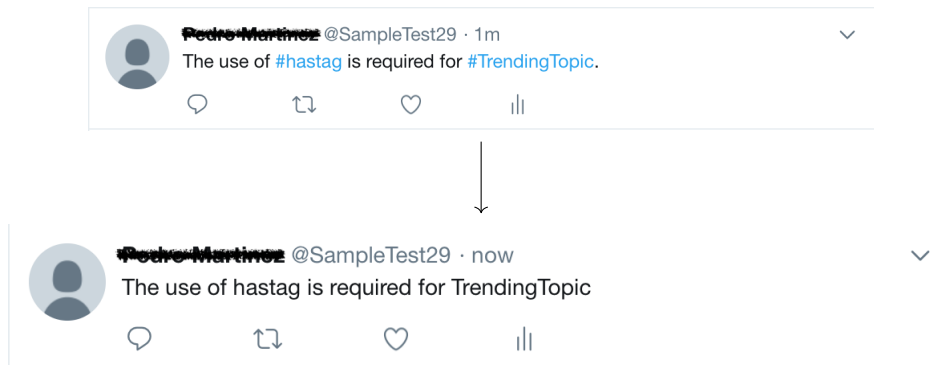 @SampleTest29 · 1m
The use of #hastag is required for #TrendingTopic.
@SampleTest29 · now
The use of hastag is required for TrendingTopic